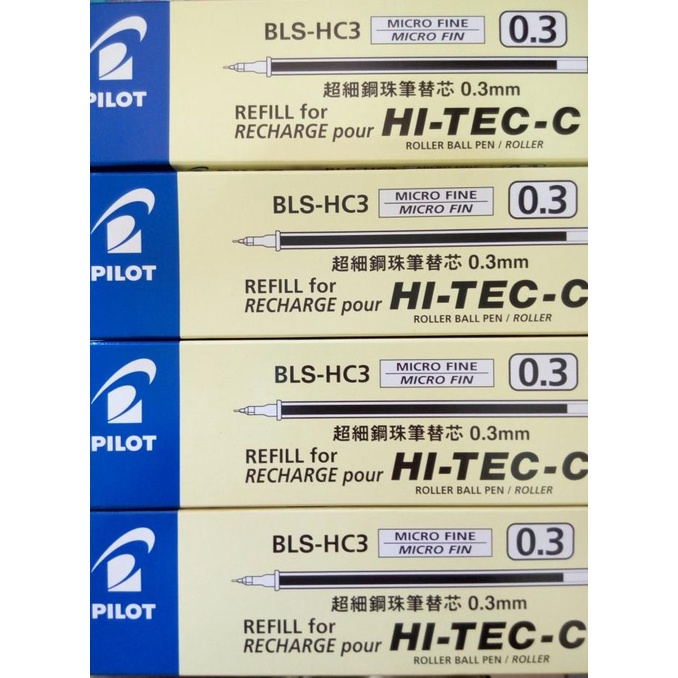 PILOT
BLS-HC3 MICRO FINE MICRO FIN 0.3
超細鋼珠筆替芯 0.3mm
REFILL for
RECHARGE pour HI-TEC-C
ROLLER BALL PEN / ROLLER
PILOT
BLS-HC3 MICRO FINE MICRO FIN 0.3
超細鋼珠筆替芯 0.3mm
REFILL for
RECHARGE pour HI-TEC-C
ROLLER BALL PEN / ROLLER
PILOT
BLS-HC3 MICRO FINE MICRO FIN 0.3
超細鋼珠筆替芯 0.3mm
REFILL for
RECHARGE pour HI-TEC-C
ROLLER BALL PEN / ROLLER
PILOT
BLS-HC3 MICRO FINE MICRO FIN 0.3
超細鋼珠筆替芯 0.3mm
REFILL for
RECHARGE pour HI-TEC-C
ROLLER BALL PEN / ROLLER